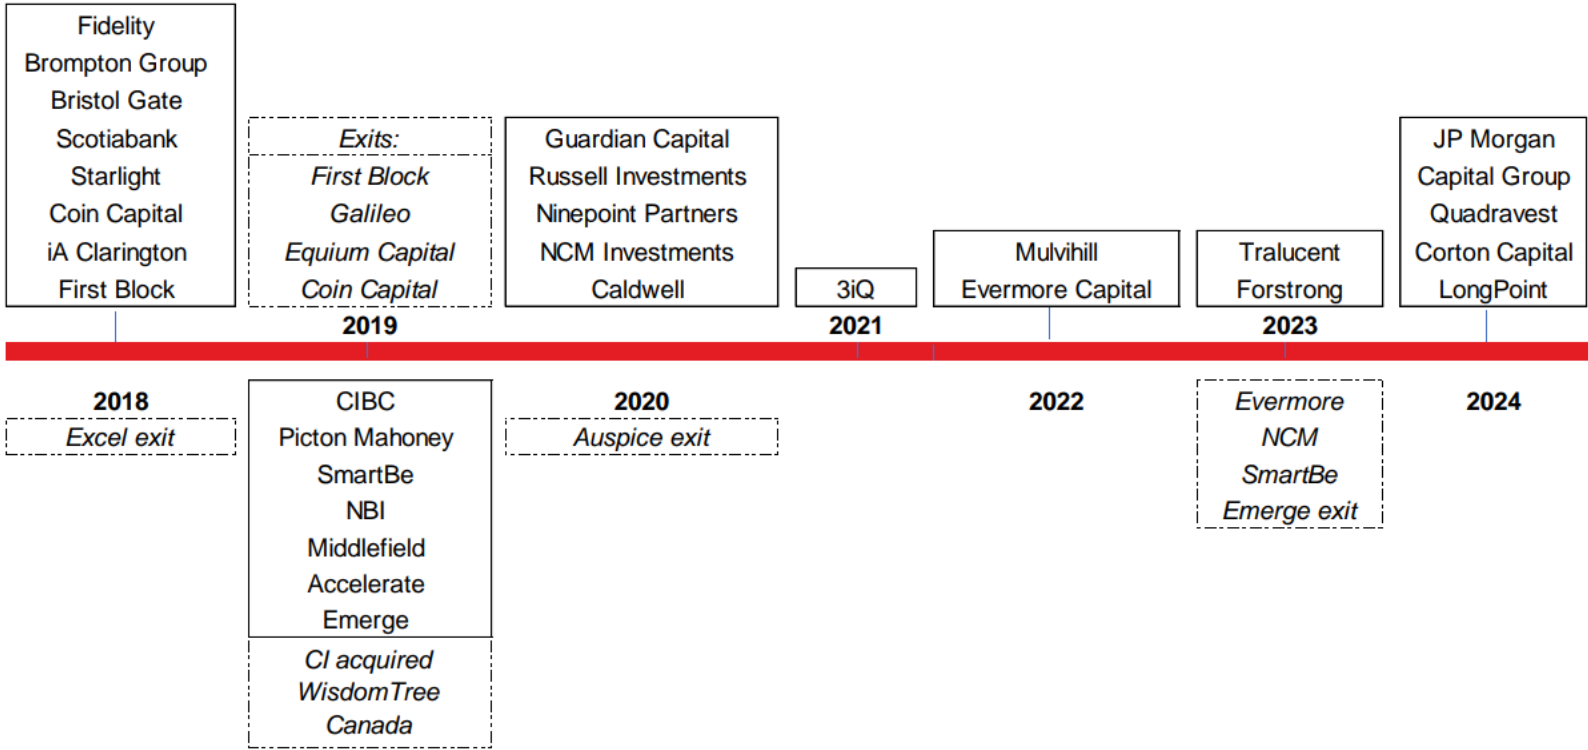 Fidelity
Brompton Group
Bristol Gate
Scotiabank
Starlight
Coin Capital
iA Clarington
First Block
2018
Excel exit
Exits:
First Block
Galileo
Equium Capital
Coin Capital
2019
CIBC
Picton Mahoney
SmartBe
NBI
Middlefield
Accelerate
Emerge
CI acquired
WisdomTree
Canada
Guardian Capital
Russell Investments
Ninepoint Partners
NCM Investments
Caldwell
2020
Auspice exit
3iQ
2021
Mulvihill
Evermore Capital
2022
Tralucent
Forstrong
2023
Evermore
NCM
SmartBe
Emerge exit
JP Morgan
Capital Group
Quadravest
Corton Capital
LongPoint
2024